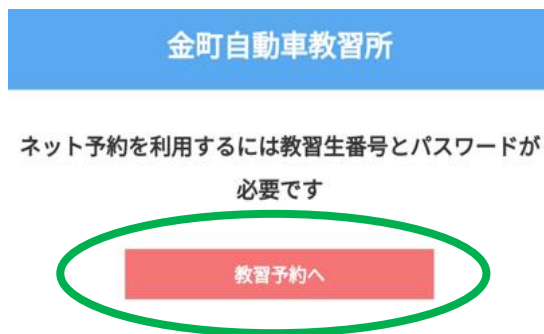 金町自動車教習所
ネット予約を利用するには教習生番号とパスワードが
必要です
教習予約へ